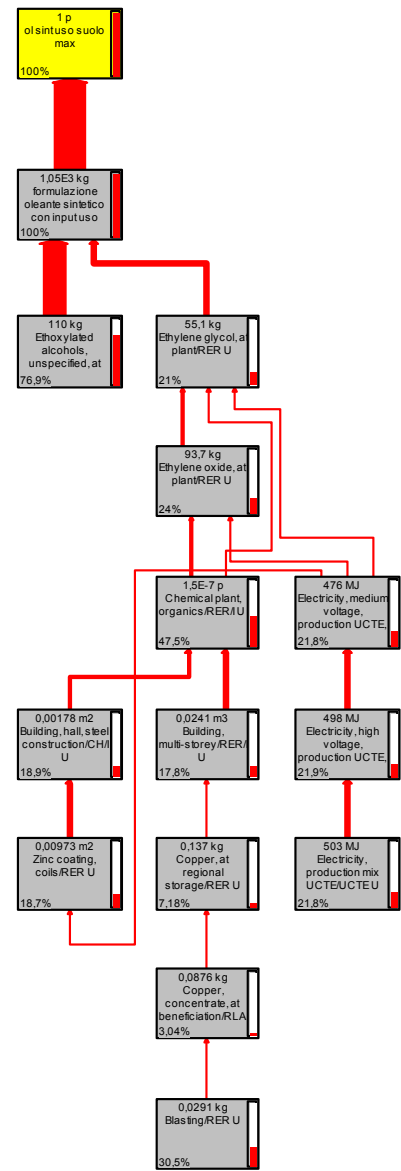 1 p
ol sint uso suolo
max
100%
1,05E3 kg
formulazione
oleante sintetico
con input uso
100%
110 kg
Ethoxylated
alcohols,
unspecified, at
76,9%
55,1 kg
Ethylene glycol, at
plant/RER U
21%
93,7 kg
Ethylene oxide, at
plant/RER U
24%
1,5E-7 p
Chemical plant,
organics/RER/I U
47,5%
476 MJ
Electricity, medium
voltage,
production UCTE,
21,8%
0,00178 m2
Building, hall, steel
construction/CH/I
U
18,9%
0,0241 m3
Building,
multi-storey/RER/I
U
17,8%
498 MJ
Electricity, high
voltage,
production UCTE,
21,9%
0,00973 m2
Zinc coating,
coils/RER U
18,7%
0,137 kg
Copper, at
regional
storage/RER U
7,18%
503 MJ
Electricity,
production mix
UCTE/UCTE U
21,8%
0,0876 kg
Copper,
concentrate, at
beneficiation/RLA
3,04%
0,0291 kg
Blasting/RER U
30,5%